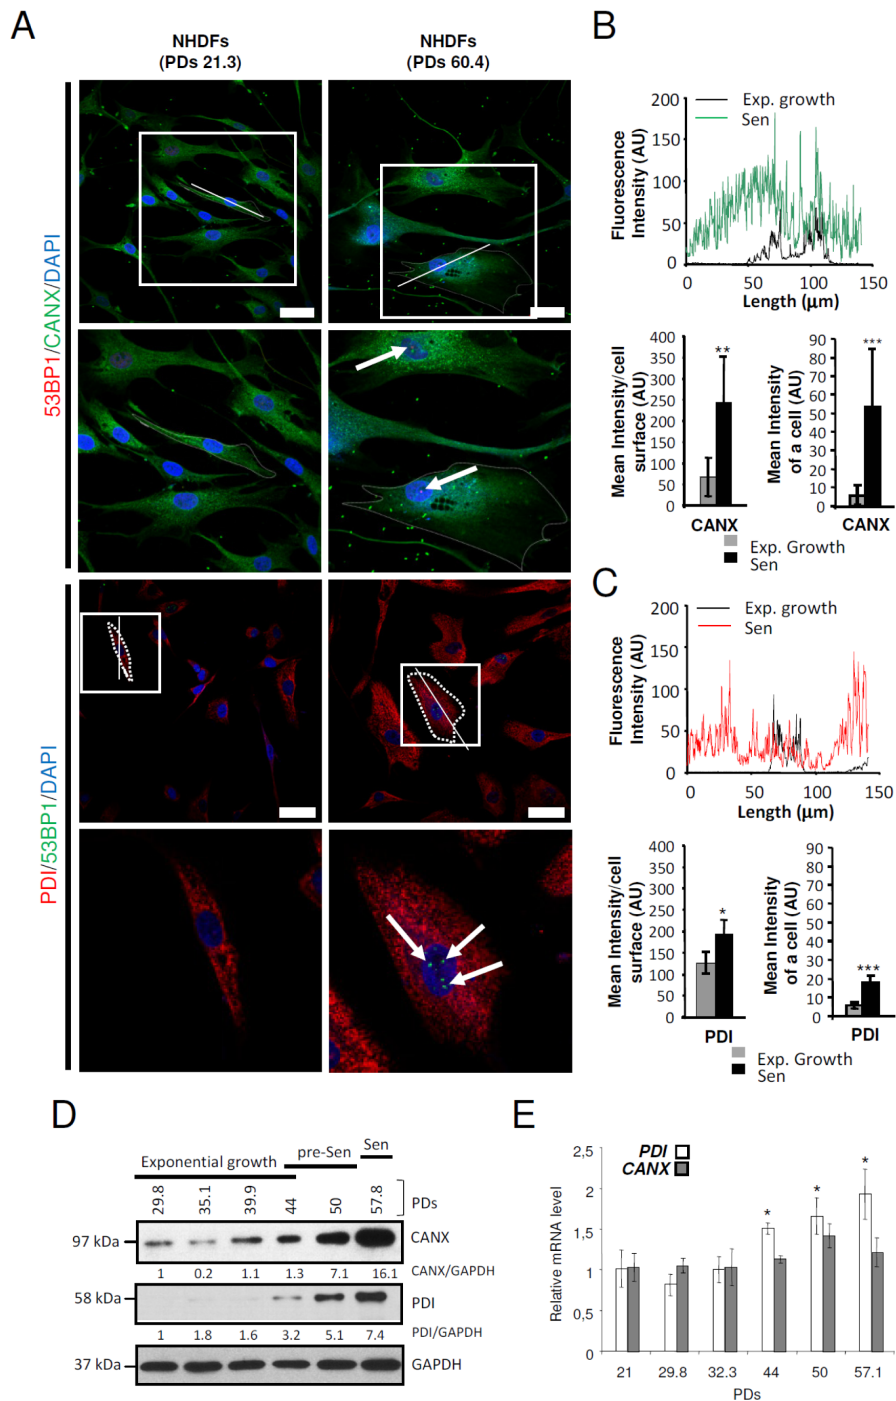 A
NHDFs
(PDs 21.3)
NHDFs
(PDs 60.4)
53BP1/CANX/DAPI
PDI/53BP1/DAPI
B
Fluorescence
Intensity (AU)
200
150
100
50
0
Exp. growth
Sen
0 50 100 150
Length (μm)
Mean Intensity/cell
surface (AU)
400
350
300
250
200
150
100
50
0
**
CANX
Mean Intensity
of a cell (AU)
90
80
70
60
50
40
30
20
10
0
***
CANX
Exp. Growth
Sen
C
Fluorescence
Intensity (AU)
200
150
100
50
0
Exp. growth
Sen
0 50 100 150
Length (μm)
Mean Intensity/cell
surface (AU)
400
350
300
250
200
150
100
50
0
*
PDI
Mean Intensity
of a cell (AU)
90
80
70
60
50
40
30
20
10
0
***
PDI
Exp. Growth
Sen
D
Exponential growth
pre-Sen
Sen
29.8 35.1 39.9 44 50 57.8 PDs
97 kDa CANX
1 0.2 1.1 1.3 7.1 16.1 CANX/GAPDH
58 kDa PDI
1 1.8 1.6 3.2 5.1 7.4 PDI/GAPDH
37 kDa GAPDH
E
Relative mRNA level
2,5
2
1,5
1
0,5
0
PDI
CANX
* * *
21 29.8 32.3 44 50 57.1
PDs